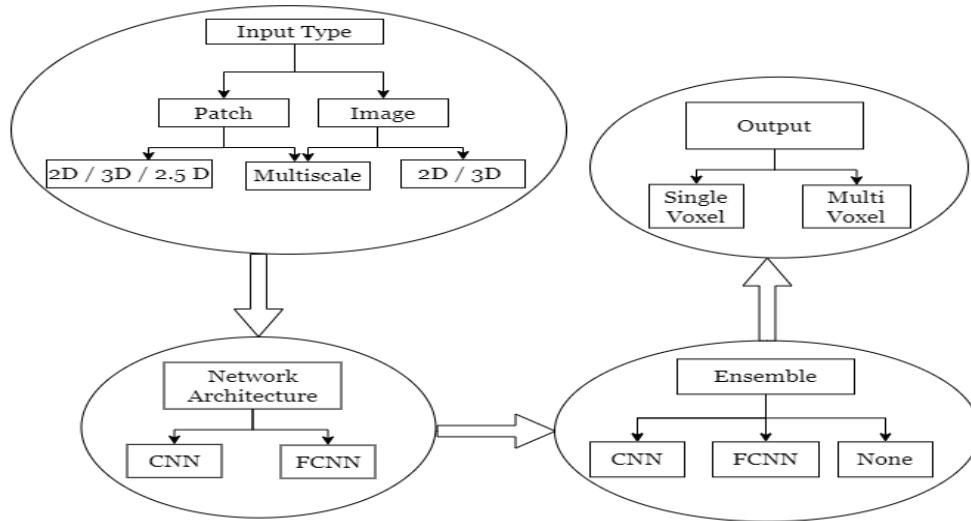 Input Type
Patch
Image
2D / 3D / 2.5 D
Multiscale
2D / 3D
Network
Architecture
CNN
FCNN
Ensemble
CNN
FCNN
None
Output
Single
Voxel
Multi
Voxel